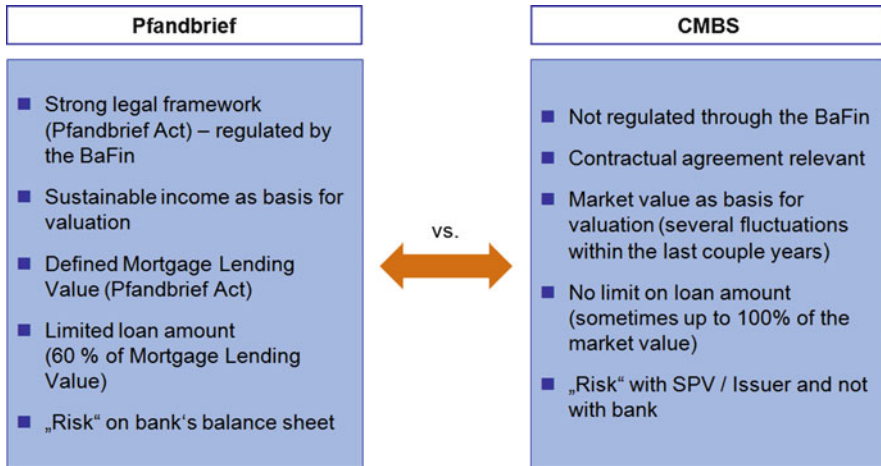 Pfandbrief
Strong legal framework
(Pfandbrief Act) – regulated by
the BaFin
Sustainable income as basis for
valuation
Defined Mortgage Lending
Value (Pfandbrief Act)
Limited loan amount
(60 % of Mortgage Lending
Value)
„Risk“ on bank‘s balance sheet
vs.
CMBS
Not regulated through the BaFin
Contractual agreement relevant
Market value as basis for
valuation (several fluctuations
within the last couple years)
No limit on loan amount
(sometimes up to 100% of the
market value)
„Risk“ with SPV / Issuer and not
with bank